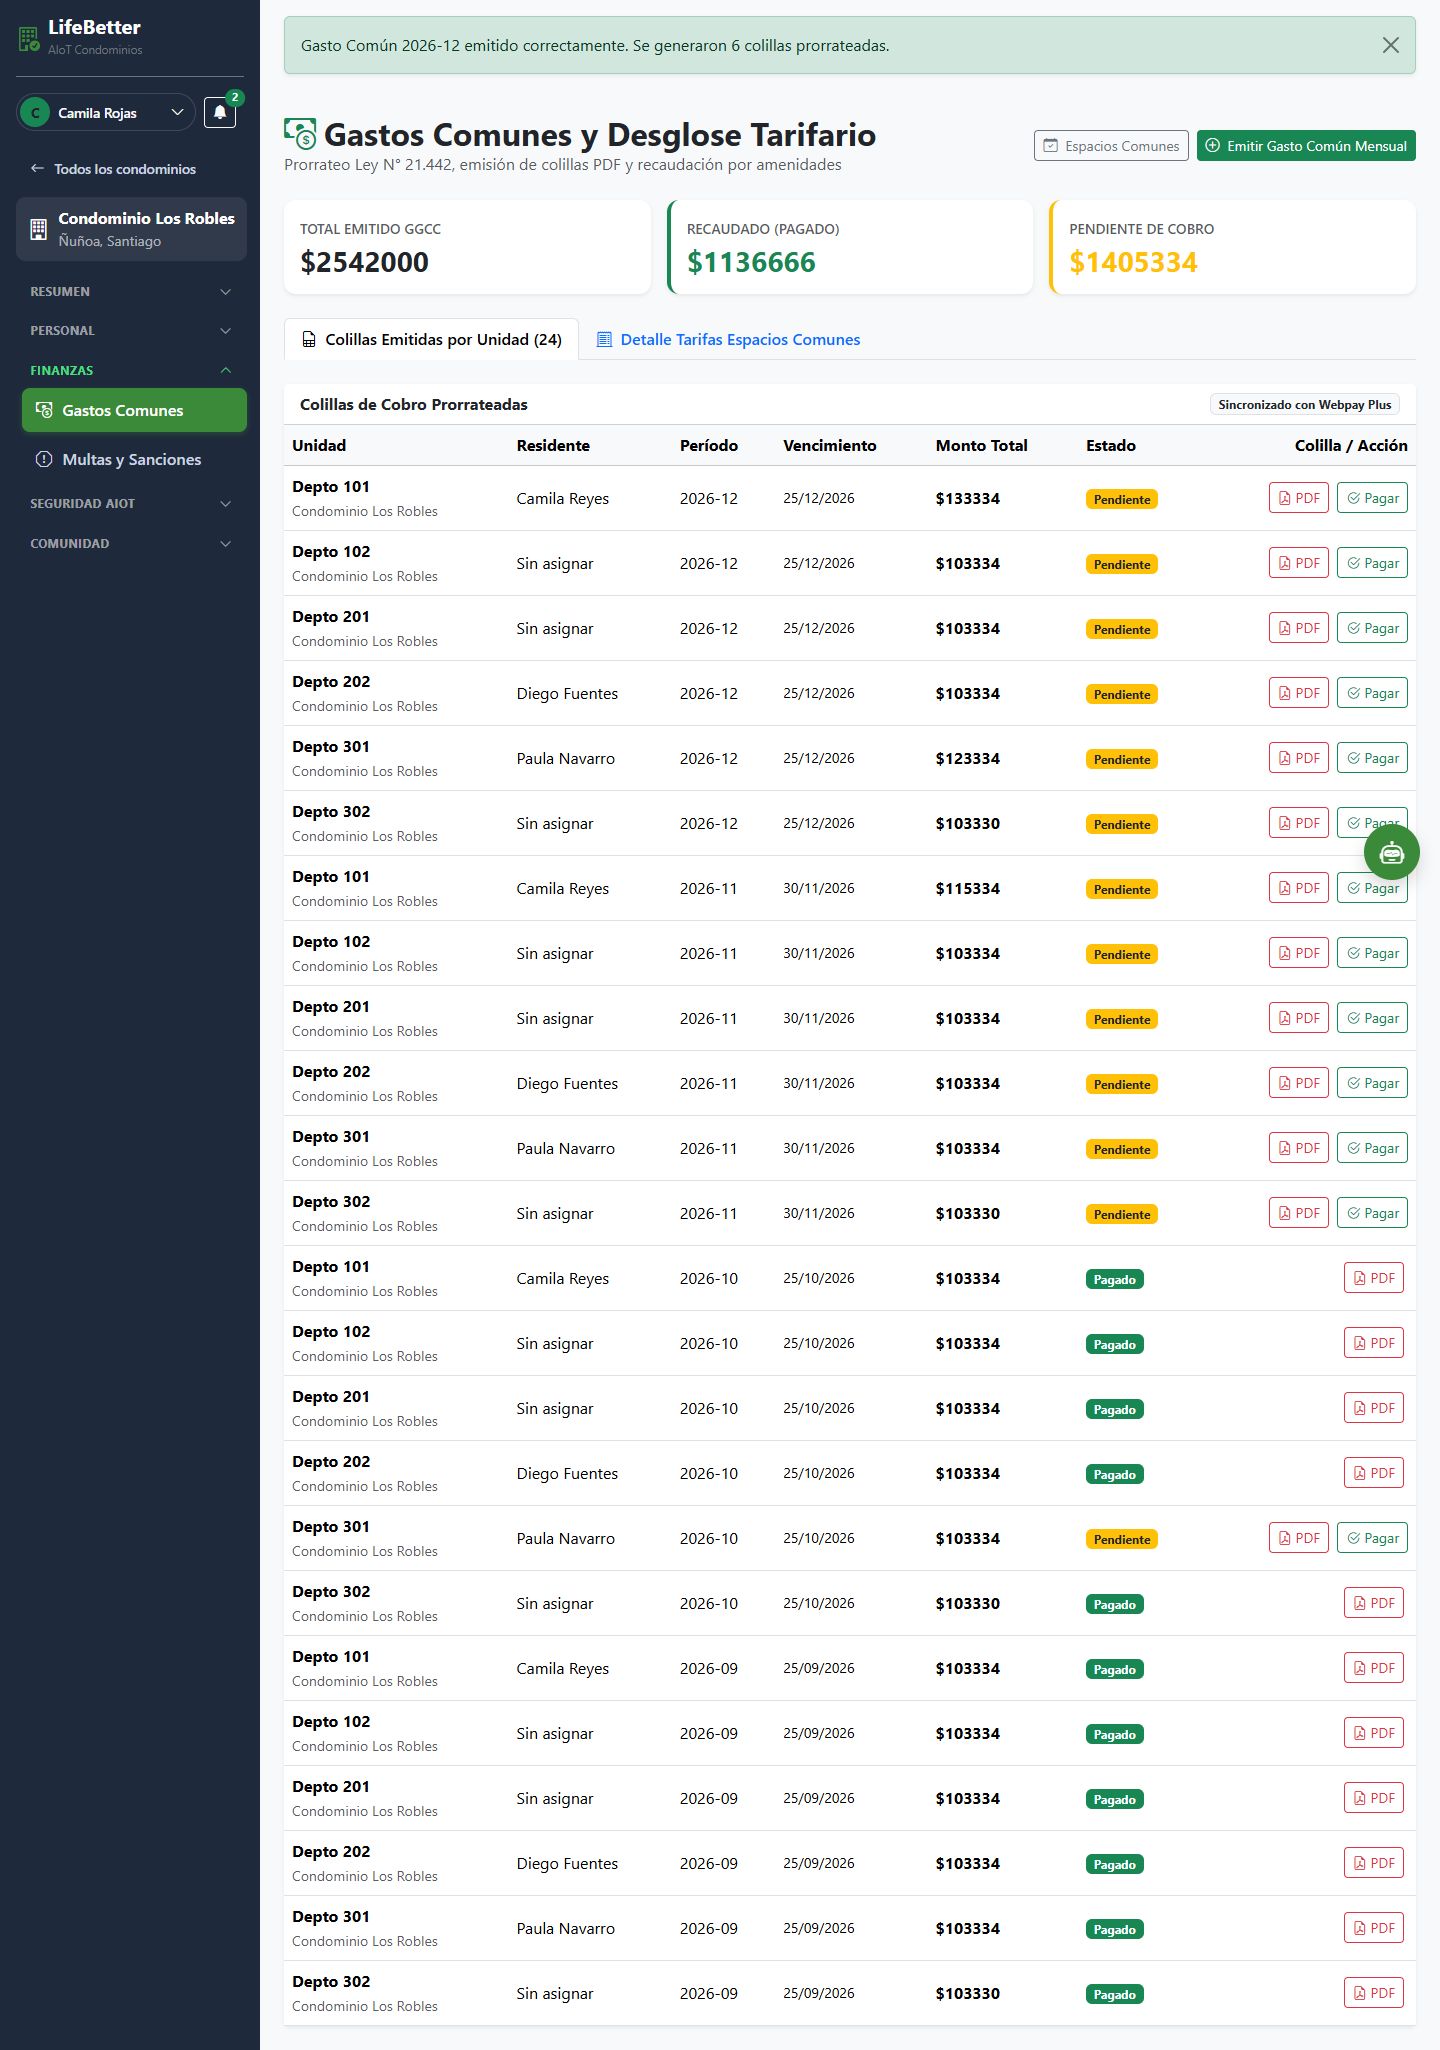 LifeBetter
AIoT Condominios
C Camila Rojas 2
Todos los condominios
Condominio Los Robles
Ñuñoa, Santiago
RESUMEN
PERSONAL
FINANZAS
Gastos Comunes
Multas y Sanciones
SEGURIDAD AIOT
COMUNIDAD
Gasto Común 2026-12 emitido correctamente. Se generaron 6 colillas prorrateadas.
Gastos Comunes y Desglose Tarifario
Prorrateo Ley N° 21.442, emisión de colillas PDF y recaudación por amenidades
Espacios Comunes
Emitir Gasto Común Mensual
TOTAL EMITIDO GGCC
$2542000
RECAUDADO (PAGADO)
$1136666
PENDIENTE DE COBRO
$1405334
Colillas Emitidas por Unidad (24)
Detalle Tarifas Espacios Comunes
Colillas de Cobro Prorrateadas
Sincronizado con Webpay Plus
Unidad Residente Período Vencimiento Monto Total Estado Colilla / Acción
Depto 101
Condominio Los Robles
Camila Reyes 2026-12 25/12/2026 $133334 Pendiente PDF Pagar
Depto 102
Condominio Los Robles
Sin asignar 2026-12 25/12/2026 $103334 Pendiente PDF Pagar
Depto 201
Condominio Los Robles
Sin asignar 2026-12 25/12/2026 $103334 Pendiente PDF Pagar
Depto 202
Condominio Los Robles
Diego Fuentes 2026-12 25/12/2026 $103334 Pendiente PDF Pagar
Depto 301
Condominio Los Robles
Paula Navarro 2026-12 25/12/2026 $123334 Pendiente PDF Pagar
Depto 302
Condominio Los Robles
Sin asignar 2026-12 25/12/2026 $103330 Pendiente PDF Pagar
Depto 101
Condominio Los Robles
Camila Reyes 2026-11 30/11/2026 $115334 Pendiente PDF Pagar
Depto 102
Condominio Los Robles
Sin asignar 2026-11 30/11/2026 $103334 Pendiente PDF Pagar
Depto 201
Condominio Los Robles
Sin asignar 2026-11 30/11/2026 $103334 Pendiente PDF Pagar
Depto 202
Condominio Los Robles
Diego Fuentes 2026-11 30/11/2026 $103334 Pendiente PDF Pagar
Depto 301
Condominio Los Robles
Paula Navarro 2026-11 30/11/2026 $103334 Pendiente PDF Pagar
Depto 302
Condominio Los Robles
Sin asignar 2026-11 30/11/2026 $103330 Pendiente PDF Pagar
Depto 101
Condominio Los Robles
Camila Reyes 2026-10 25/10/2026 $103334 Pagado PDF
Depto 102
Condominio Los Robles
Sin asignar 2026-10 25/10/2026 $103334 Pagado PDF
Depto 201
Condominio Los Robles
Sin asignar 2026-10 25/10/2026 $103334 Pagado PDF
Depto 202
Condominio Los Robles
Diego Fuentes 2026-10 25/10/2026 $103334 Pagado PDF
Depto 301
Condominio Los Robles
Paula Navarro 2026-10 25/10/2026 $103334 Pendiente PDF Pagar
Depto 302
Condominio Los Robles
Sin asignar 2026-10 25/10/2026 $103330 Pagado PDF
Depto 101
Condominio Los Robles
Camila Reyes 2026-09 25/09/2026 $103334 Pagado PDF
Depto 102
Condominio Los Robles
Sin asignar 2026-09 25/09/2026 $103334 Pagado PDF
Depto 201
Condominio Los Robles
Sin asignar 2026-09 25/09/2026 $103334 Pagado PDF
Depto 202
Condominio Los Robles
Diego Fuentes 2026-09 25/09/2026 $103334 Pagado PDF
Depto 301
Condominio Los Robles
Paula Navarro 2026-09 25/09/2026 $103334 Pagado PDF
Depto 302
Condominio Los Robles
Sin asignar 2026-09 25/09/2026 $103330 Pagado PDF